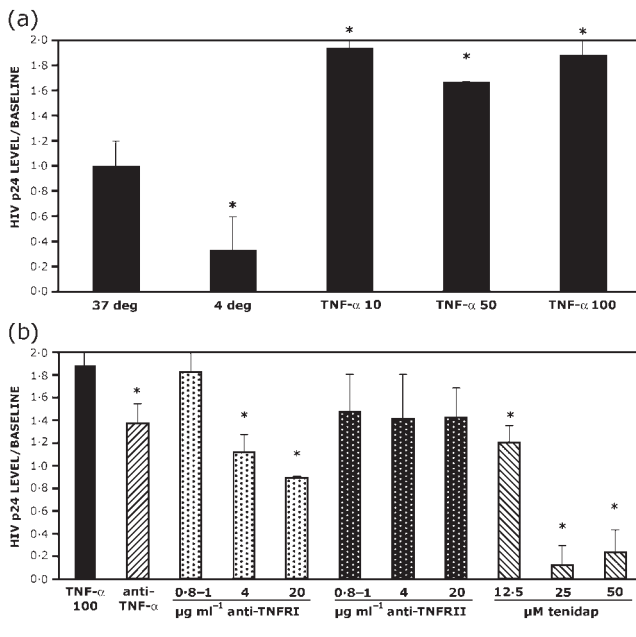 (a)
HIV p24 LEVEL/BASELINE
2·0
1·8
1·6
1·4
1·2
1·0
0·8
0·6
0·4
0·2
0·0
*
*
*
*
37 deg 4 deg TNF-α 10 TNF-α 50 TNF-α 100
(b)
HIV p24 LEVEL/BASELINE
2·0
1·8
1·6
1·4
1·2
1·0
0·8
0·6
0·4
0·2
0·0
*
*
*
*
*
*
TNF-α 100
anti-TNF-α
0·8–1 4 20
µg ml⁻¹ anti-TNFRI
0·8–1 4 20
µg ml⁻¹ anti-TNFRII
12·5 25 50
µM tenidap